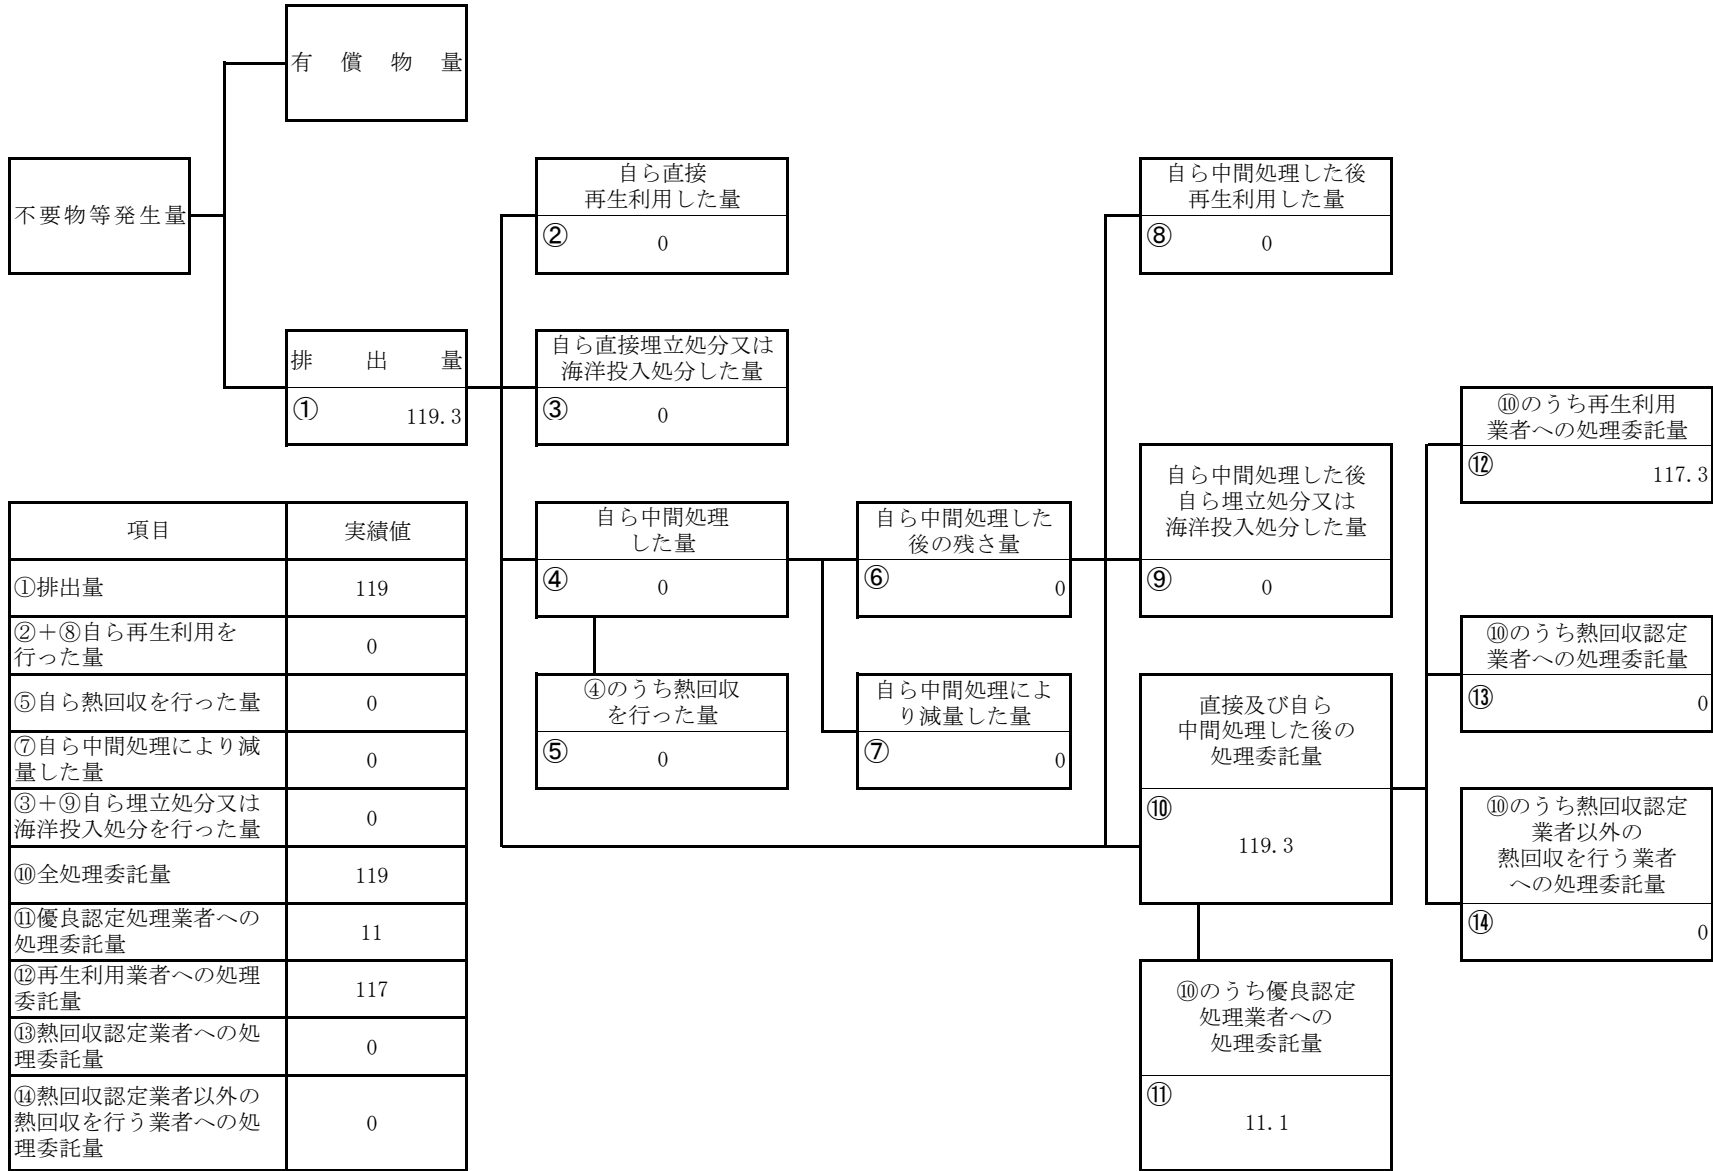 有償物量
不要物等発生量
自ら直接
再生利用した量
② 0
自ら中間処理した後
再生利用した量
⑧ 0
排出量
① 119.3
自ら直接埋立処分又は
海洋投入処分した量
③ 0
⑩のうち再生利用
業者への処理委託量
⑫ 117.3
自ら中間処理
した量
④ 0
自ら中間処理した
後の残さ量
⑥ 0
自ら中間処理した後
自ら埋立処分又は
海洋投入処分した量
⑨ 0
⑩のうち熱回収認定
業者への処理委託量
⑬ 0
④のうち熱回収
を行った量
⑤ 0
自ら中間処理によ
り減量した量
⑦ 0
直接及び自ら
中間処理した後の
処理委託量
⑩
119.3
⑩のうち熱回収認定
業者以外の
熱回収を行う業者
への処理委託量
⑭ 0
⑩のうち優良認定
処理業者への
処理委託量
⑪
11.1
項目 実績値
①排出量 119
②+⑧自ら再生利用を
行った量 0
⑤自ら熱回収を行った量 0
⑦自ら中間処理により減
量した量 0
③+⑨自ら埋立処分又は
海洋投入処分を行った量 0
⑩全処理委託量 119
⑪優良認定処理業者への
処理委託量 11
⑫再生利用業者への処理
委託量 117
⑬熱回収認定業者への処
理委託量 0
⑭熱回収認定業者以外の
熱回収を行う業者への処
理委託量 0